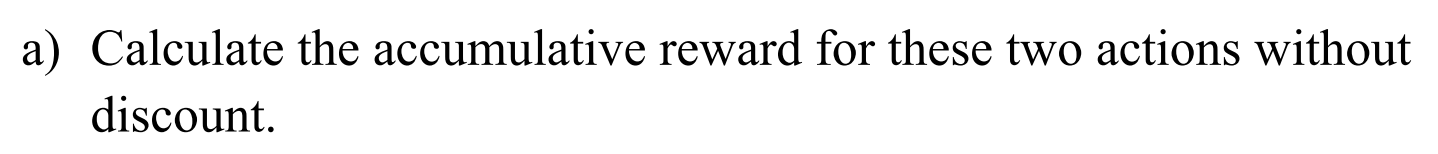 a) Calculate the accumulative reward for these two actions without
discount.